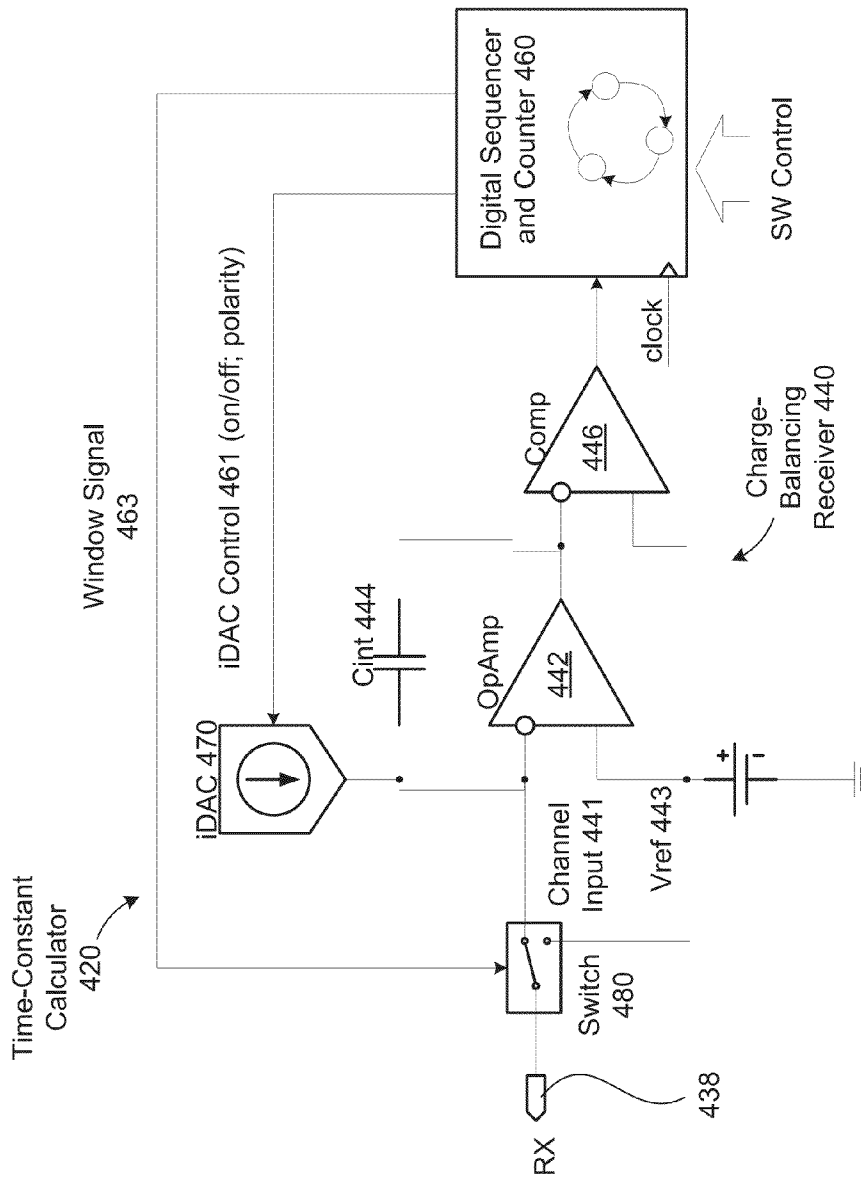 Time-Constant
Calculator
420
Window Signal
463
iDAC Control 461 (on/off; polarity)
iDAC 470
Cint 444
Digital Sequencer
and Counter 460
SW Control
clock
Comp
446
OpAmp
442
Channel
Input 441
Vref 443
+
-
Switch
480
RX
438
Charge-
Balancing
Receiver 440